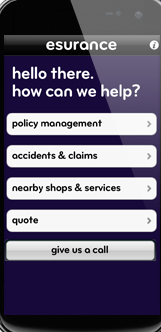 esurance
i
hello there.
how can we help?
policy management
accidents & claims
nearby shops & services
quote
give us a call